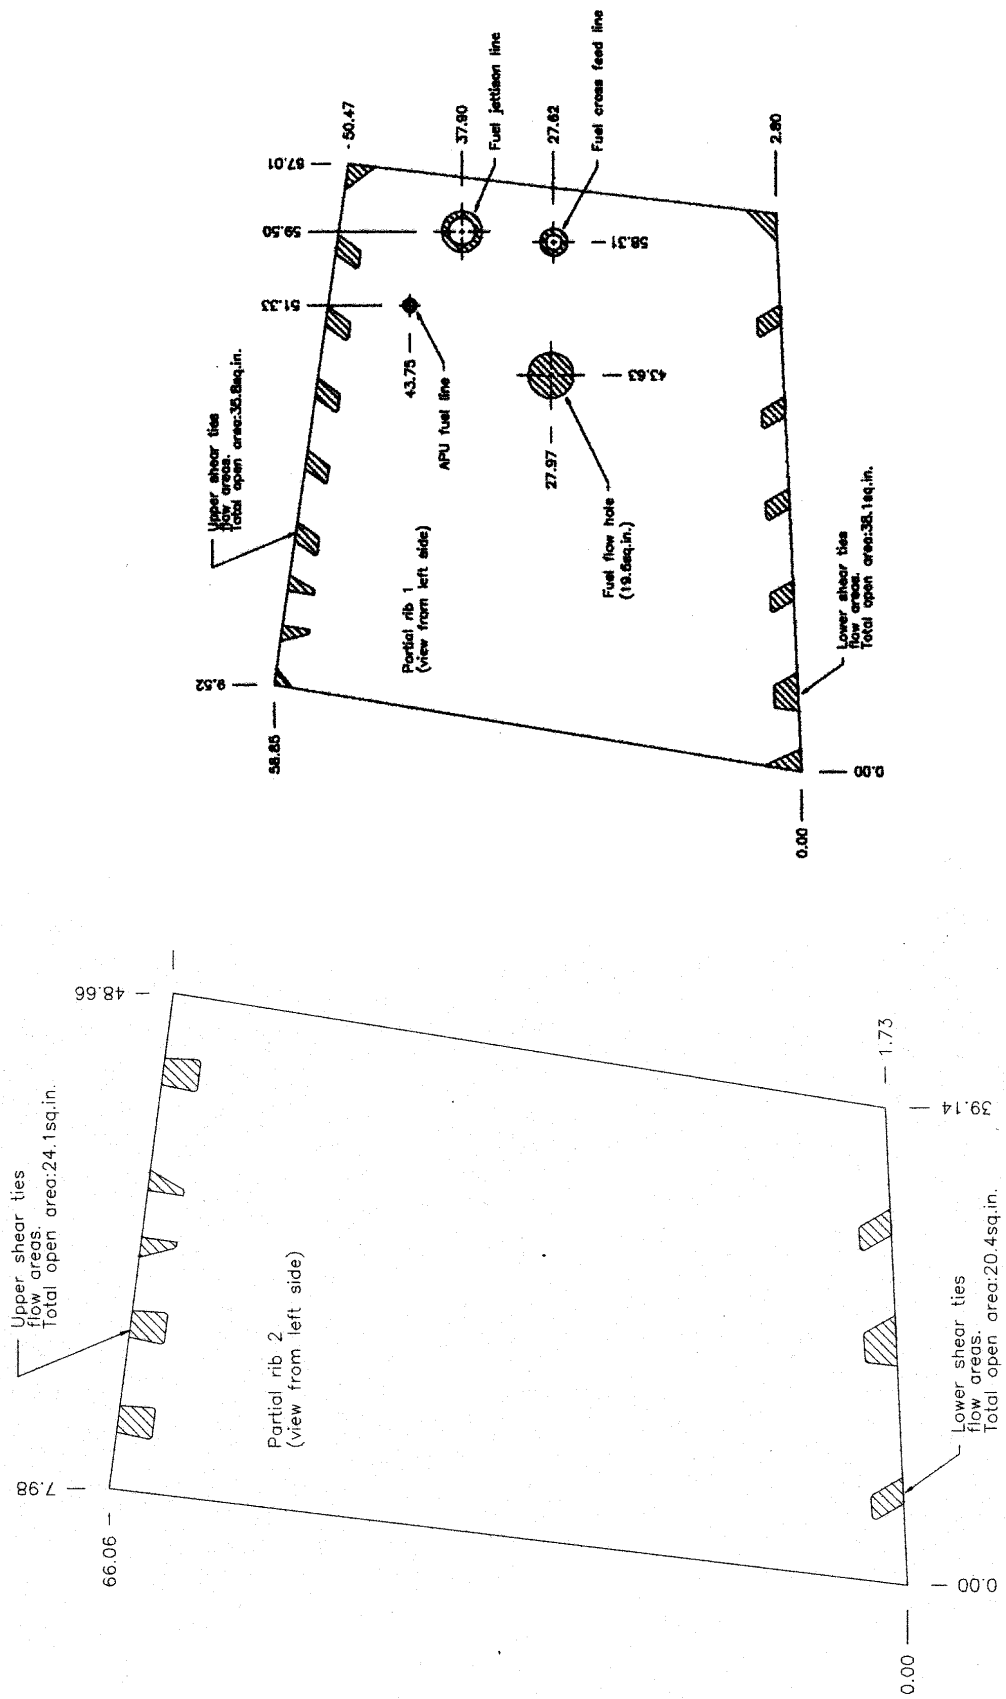 Upper shear ties
flow areas.
Total open area:35.8sq.in.
9.52
51.33
59.50
67.01
50.47
58.85
37.90
Fuel jettison line
27.62
Fuel cross feed line
58.31
43.75
APU fuel line
27.97
43.63
Fuel flow hole
(19.6sq.in.)
Partial rib 1
(view from left side)
2.80
Lower shear ties
flow areas.
Total open area:38.1sq.in.
0.00
0.00
Upper shear ties
flow areas.
Total open area:24.1sq.in.
7.98
48.66
66.06
Partial rib 2
(view from left side)
1.73
39.14
Lower shear ties
flow areas.
Total open area:20.4sq.in.
0.00
0.00